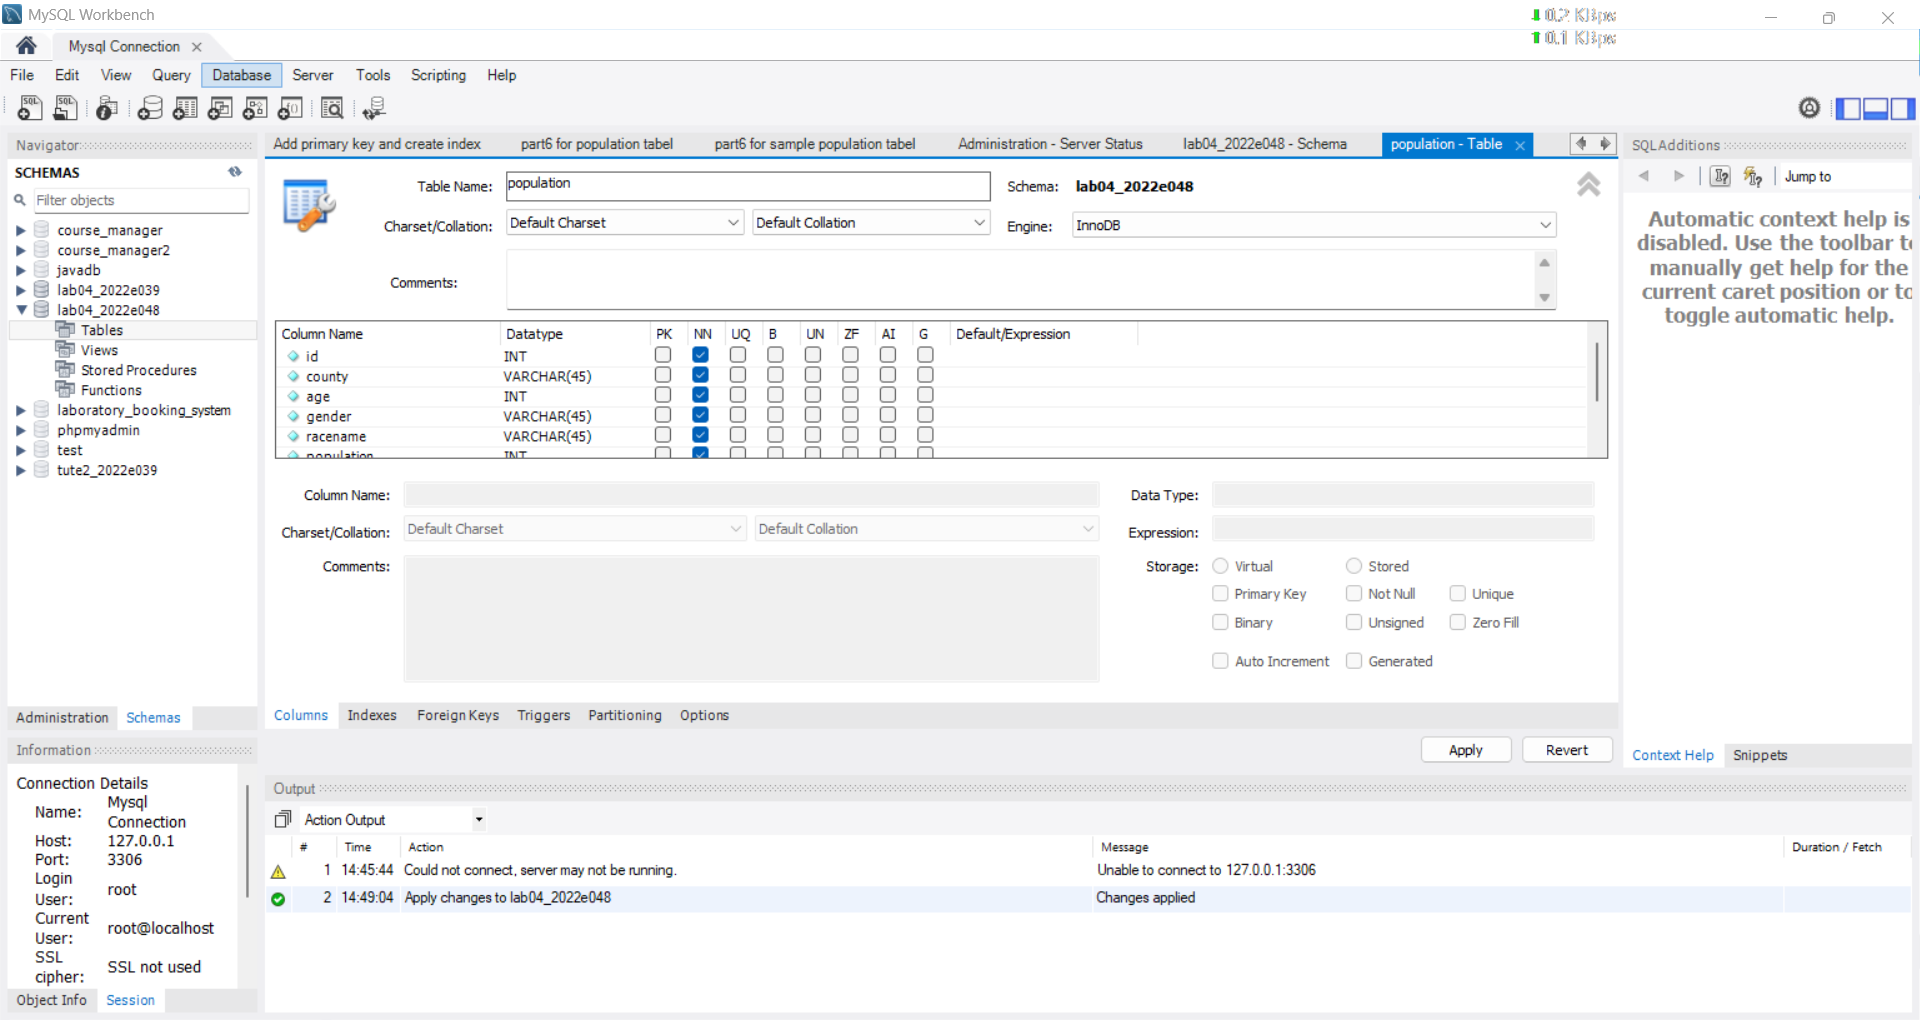 MySQL Workbench
0.2 KBps
0.1 KBps
Mysql Connection
File Edit View Query Database Server Tools Scripting Help
Navigator
SCHEMAS
Filter objects
course_manager
course_manager2
javadb
lab04_2022e039
lab04_2022e048
Tables
Views
Stored Procedures
Functions
laboratory_booking_system
phpmyadmin
test
tute2_2022e039
Administration Schemas
Information
Connection Details
Name: Mysql Connection
Host: 127.0.0.1
Port: 3306
Login User: root
Current User: root@localhost
SSL cipher: SSL not used
Object Info Session
Add primary key and create index part6 for population tabel part6 for sample population tabel Administration - Server Status lab04_2022e048 - Schema population - Table
Table Name: population Schema: lab04_2022e048
Charset/Collation: Default Charset Default Collation Engine: InnoDB
Comments:
Column Name Datatype PK NN UQ B UN ZF AI G Default/Expression
id INT
county VARCHAR(45)
age INT
gender VARCHAR(45)
racename VARCHAR(45)
population INT
Column Name: Data Type:
Charset/Collation: Default Charset Default Collation Expression:
Comments: Storage: Virtual Stored
Primary Key Not Null Unique
Binary Unsigned Zero Fill
Auto Increment Generated
Columns Indexes Foreign Keys Triggers Partitioning Options
Apply Revert
Output
Action Output
# Time Action Message Duration / Fetch
1 14:45:44 Could not connect, server may not be running. Unable to connect to 127.0.0.1:3306
2 14:49:04 Apply changes to lab04_2022e048 Changes applied
SQLAdditions
Jump to
Automatic context help is
disabled. Use the toolbar to
manually get help for the
current caret position or to
toggle automatic help.
Context Help Snippets